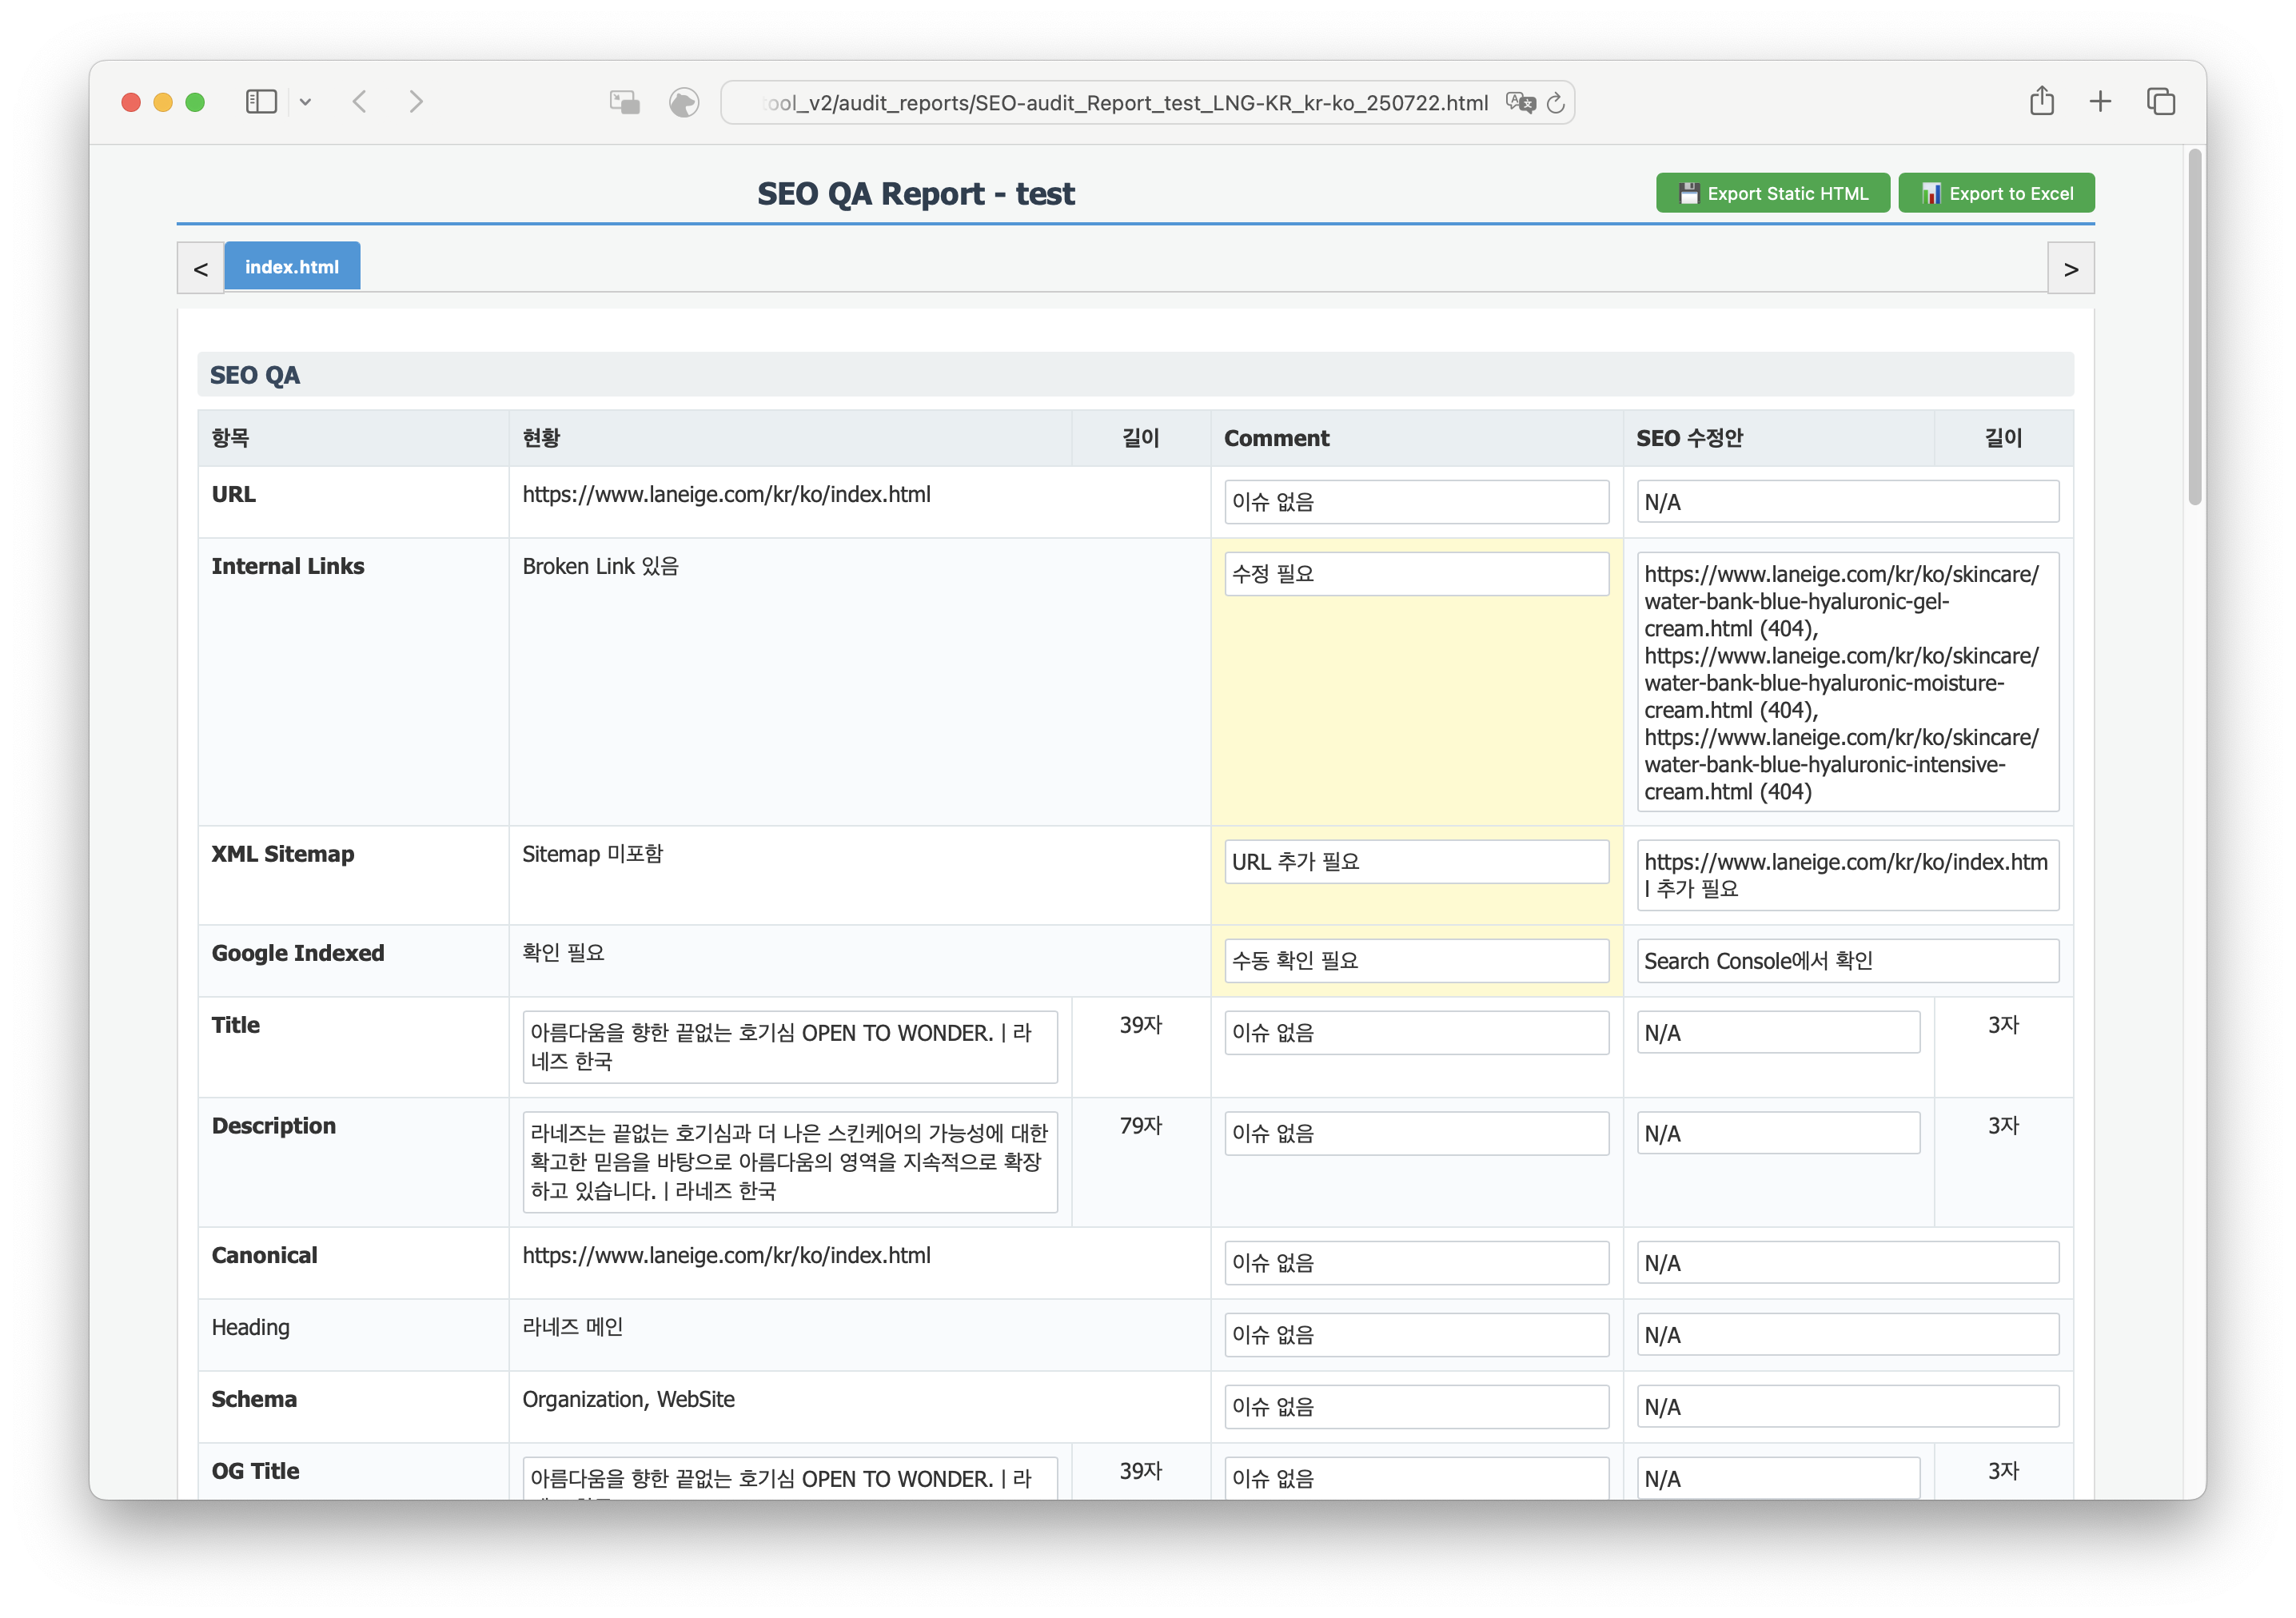 tool_v2/audit_reports/SEO-audit_Report_test_LNG-KR_kr-ko_250722.html
SEO QA Report - test
Export Static HTML
Export to Excel
<
index.html
>
SEO QA
항목 현황 길이 Comment SEO 수정안 길이
URL https://www.laneige.com/kr/ko/index.html 이슈 없음 N/A
Internal Links Broken Link 있음 수정 필요 https://www.laneige.com/kr/ko/skincare/
water-bank-blue-hyaluronic-gel-
cream.html (404),
https://www.laneige.com/kr/ko/skincare/
water-bank-blue-hyaluronic-moisture-
cream.html (404),
https://www.laneige.com/kr/ko/skincare/
water-bank-blue-hyaluronic-intensive-
cream.html (404)
XML Sitemap Sitemap 미포함 URL 추가 필요 https://www.laneige.com/kr/ko/index.htm
l 추가 필요
Google Indexed 확인 필요 수동 확인 필요 Search Console에서 확인
Title 아름다움을 향한 끝없는 호기심 OPEN TO WONDER. | 라 39자 이슈 없음 N/A 3자
네즈 한국
Description 라네즈는 끝없는 호기심과 더 나은 스킨케어의 가능성에 대한 79자 이슈 없음 N/A 3자
확고한 믿음을 바탕으로 아름다움의 영역을 지속적으로 확장
하고 있습니다. | 라네즈 한국
Canonical https://www.laneige.com/kr/ko/index.html 이슈 없음 N/A
Heading 라네즈 메인 이슈 없음 N/A
Schema Organization, WebSite 이슈 없음 N/A
OG Title 아름다움을 향한 끝없는 호기심 OPEN TO WONDER. | 라 39자 이슈 없음 N/A 3자